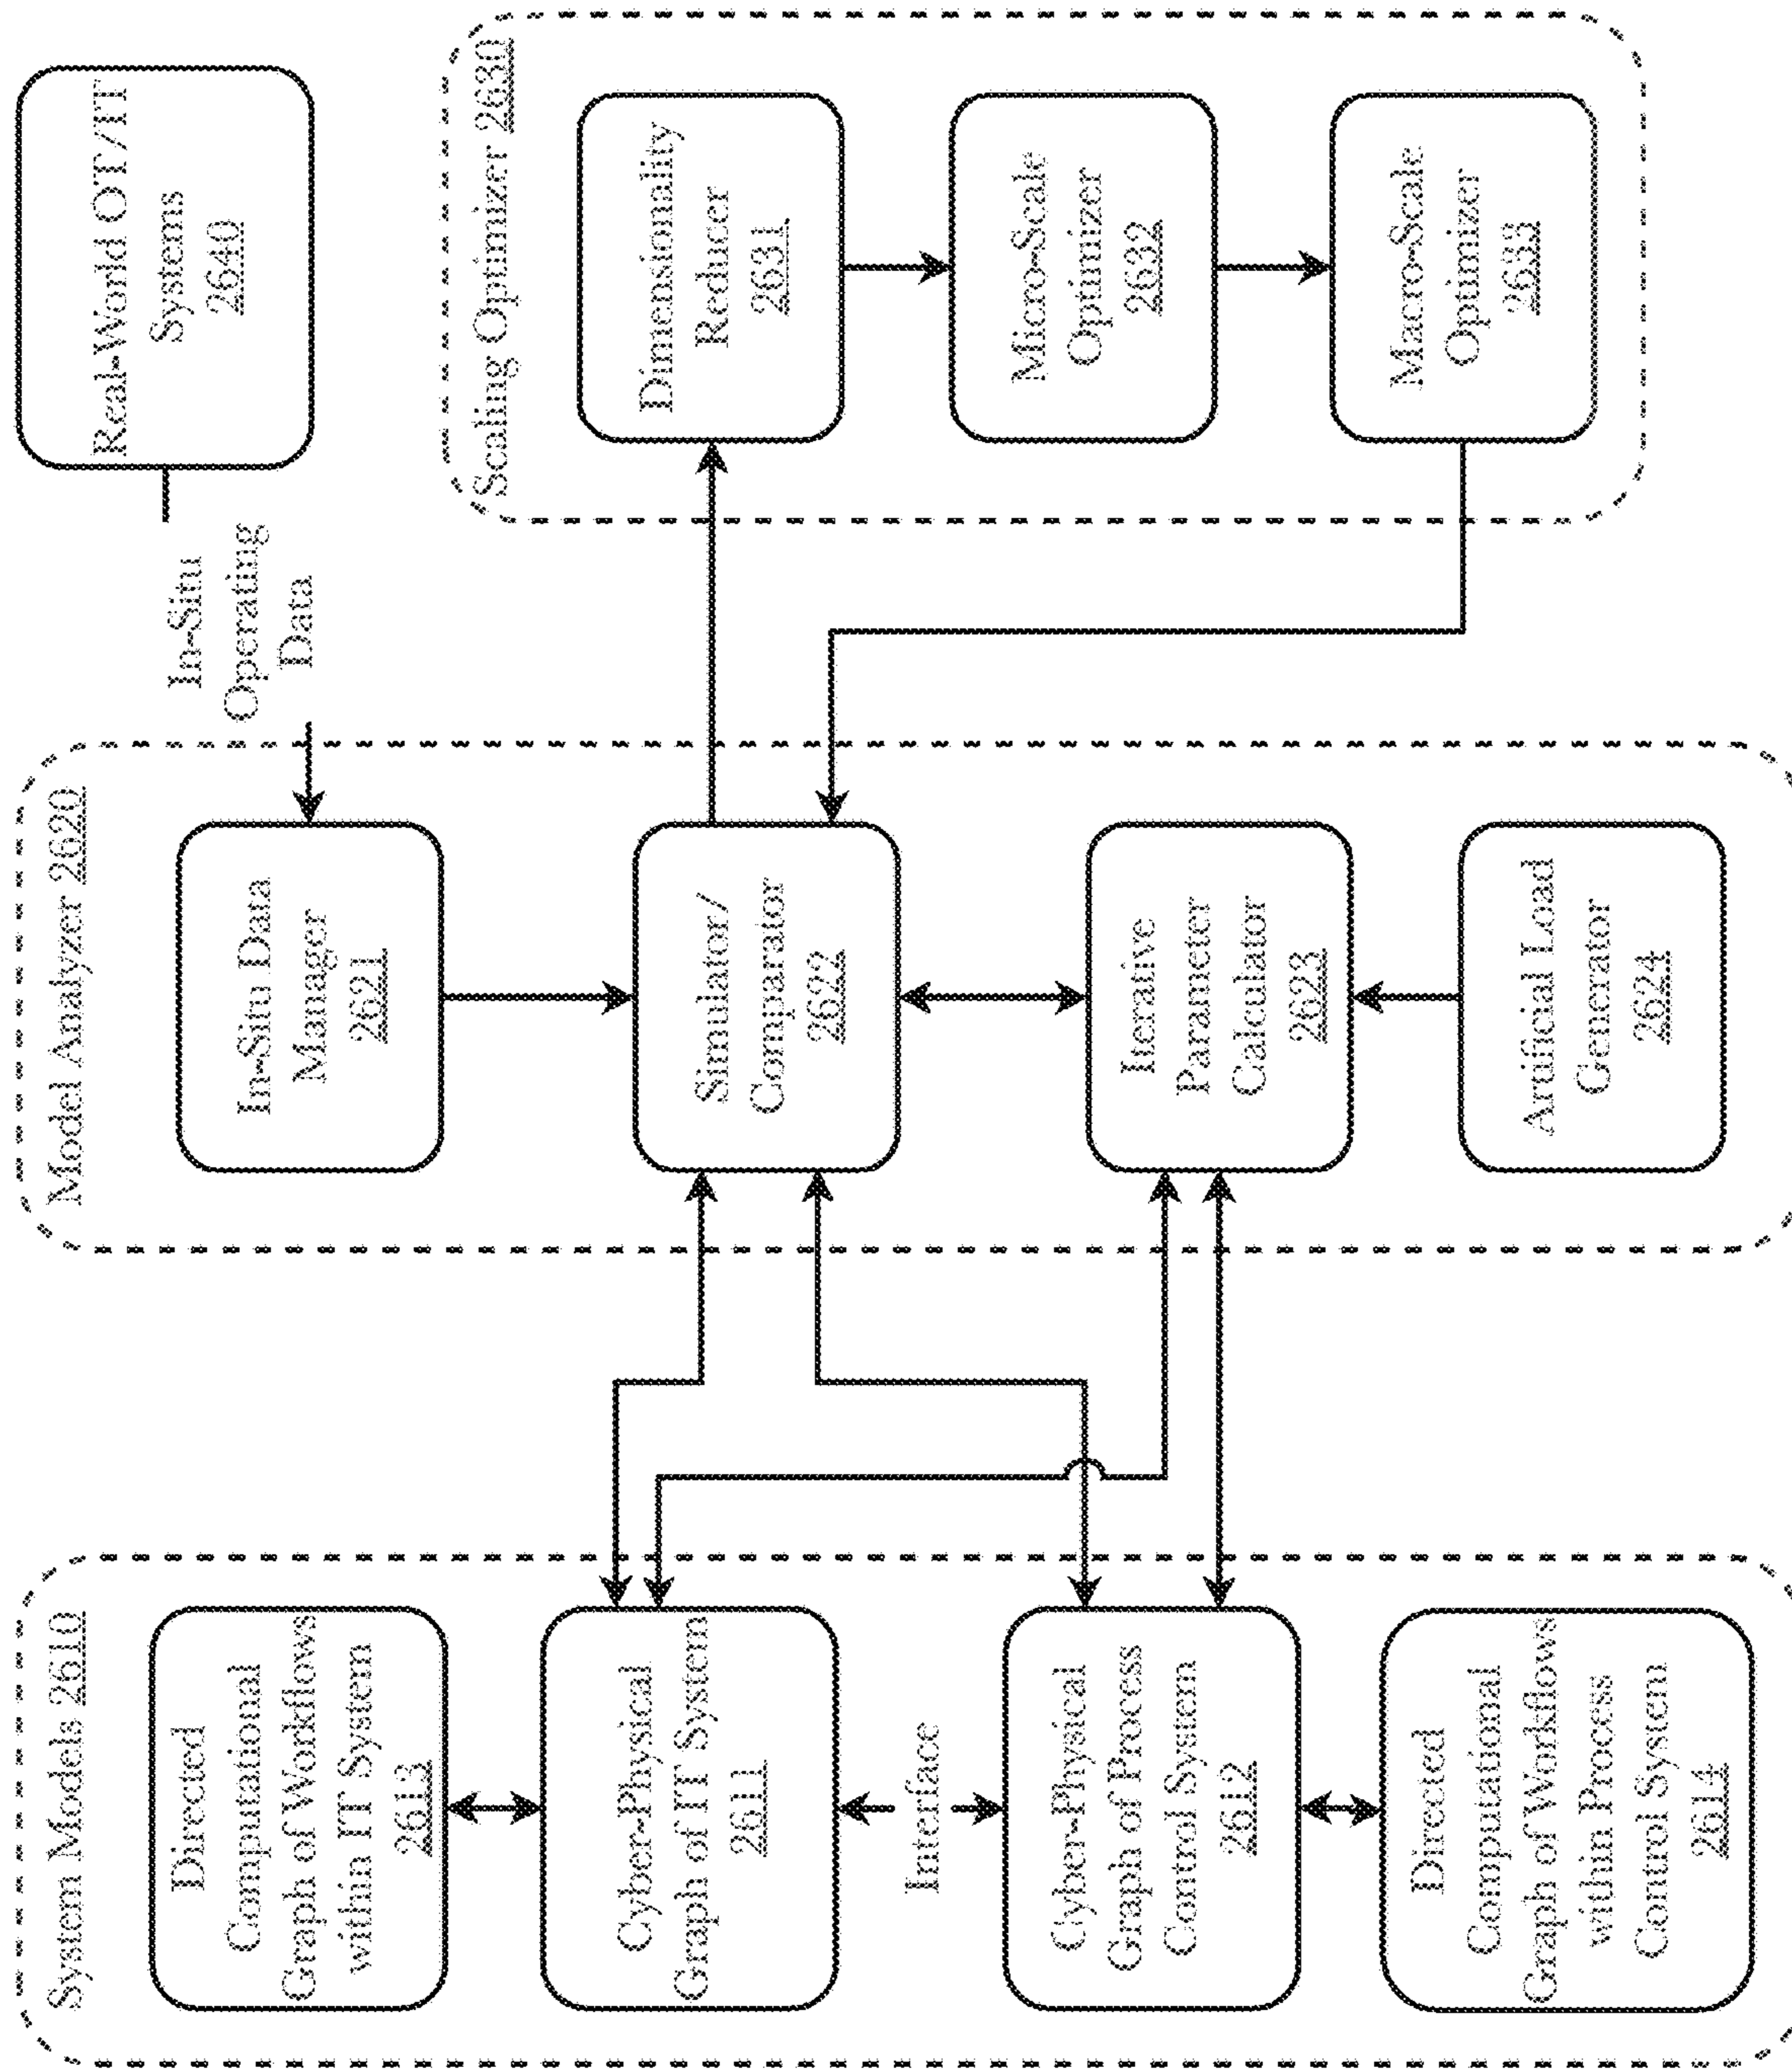 System Models 2610
Directed
Computational
Graph of Workflows
within IT System
2613
Cyber-Physical
Graph of IT System
2611
Interface
Cyber-Physical
Graph of Process
Control System
2612
Directed
Computational
Graph of Workflows
within Process
Control System
2614
Model Analyzer 2620
In-Situ Data
Manager
2621
Simulator/
Comparator
2622
Iterative
Parameter
Calculator
2623
Artificial Load
Generator
2624
In-Situ
Operating
Data
Real-World OT/IT
Systems
2640
Scaling Optimizer 2630
Dimensionality
Reducer
2631
Micro-Scale
Optimizer
2632
Macro-Scale
Optimizer
2633